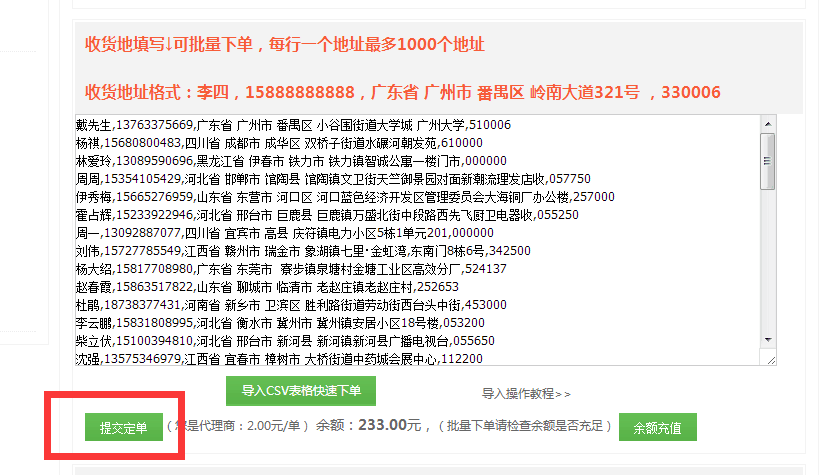 收货地填写↓可批量下单，每行一个地址最多1000个地址
收货地址格式：李四，15888888888，广东省 广州市 番禺区 岭南大道321号 ，330006
戴先生,13763375669,广东省 广州市 番禺区 小谷围街道大学城 广州大学,510006
杨祺,15680800483,四川省 成都市 成华区 双桥子街道水碾河朝发苑,610000
林爱玲,13089590696,黑龙江省 伊春市 铁力市 铁力镇智诚公寓一楼门市,000000
周周,15354105429,河北省 邯郸市 馆陶县 馆陶镇文卫街天竺御景园对面新潮流理发店收,057750
伊秀梅,15665276959,山东省 东营市 河口区 河口蓝色经济开发区管理委员会大海铜厂办公楼,257000
霍占辉,15233922946,河北省 邢台市 巨鹿县 巨鹿镇万盛北街中段路西先飞厨卫电器收,055250
周一,13092887077,四川省 宜宾市 高县 庆符镇电力小区5栋1单元201,000000
刘伟,15727785549,江西省 赣州市 瑞金市 象湖镇七里·金虹湾,东南门8栋6号,342500
杨大绍,15817708980,广东省 东莞市  寮步镇泉塘村金塘工业区高效分厂,524137
赵春霞,15863517822,山东省 聊城市 临清市 老赵庄镇老赵庄村,252653
杜鹃,18738377431,河南省 新乡市 卫滨区 胜利路街道劳动街西台头中街,453000
李云鹏,15831808995,河北省 衡水市 冀州市 冀州镇安居小区18号楼,053200
柴立伏,15100394810,河北省 邢台市 新河县 新河镇新河县广播电视台,055650
沈强,13575346979,江西省 宜春市 樟树市 大桥街道中药城会展中心,112200
导入CSV表格快速下单 导入操作教程>>
提交定单 （您是代理商：2.00元/单） 余额：233.00元，（批量下单请检查余额是否充足） 余额充值